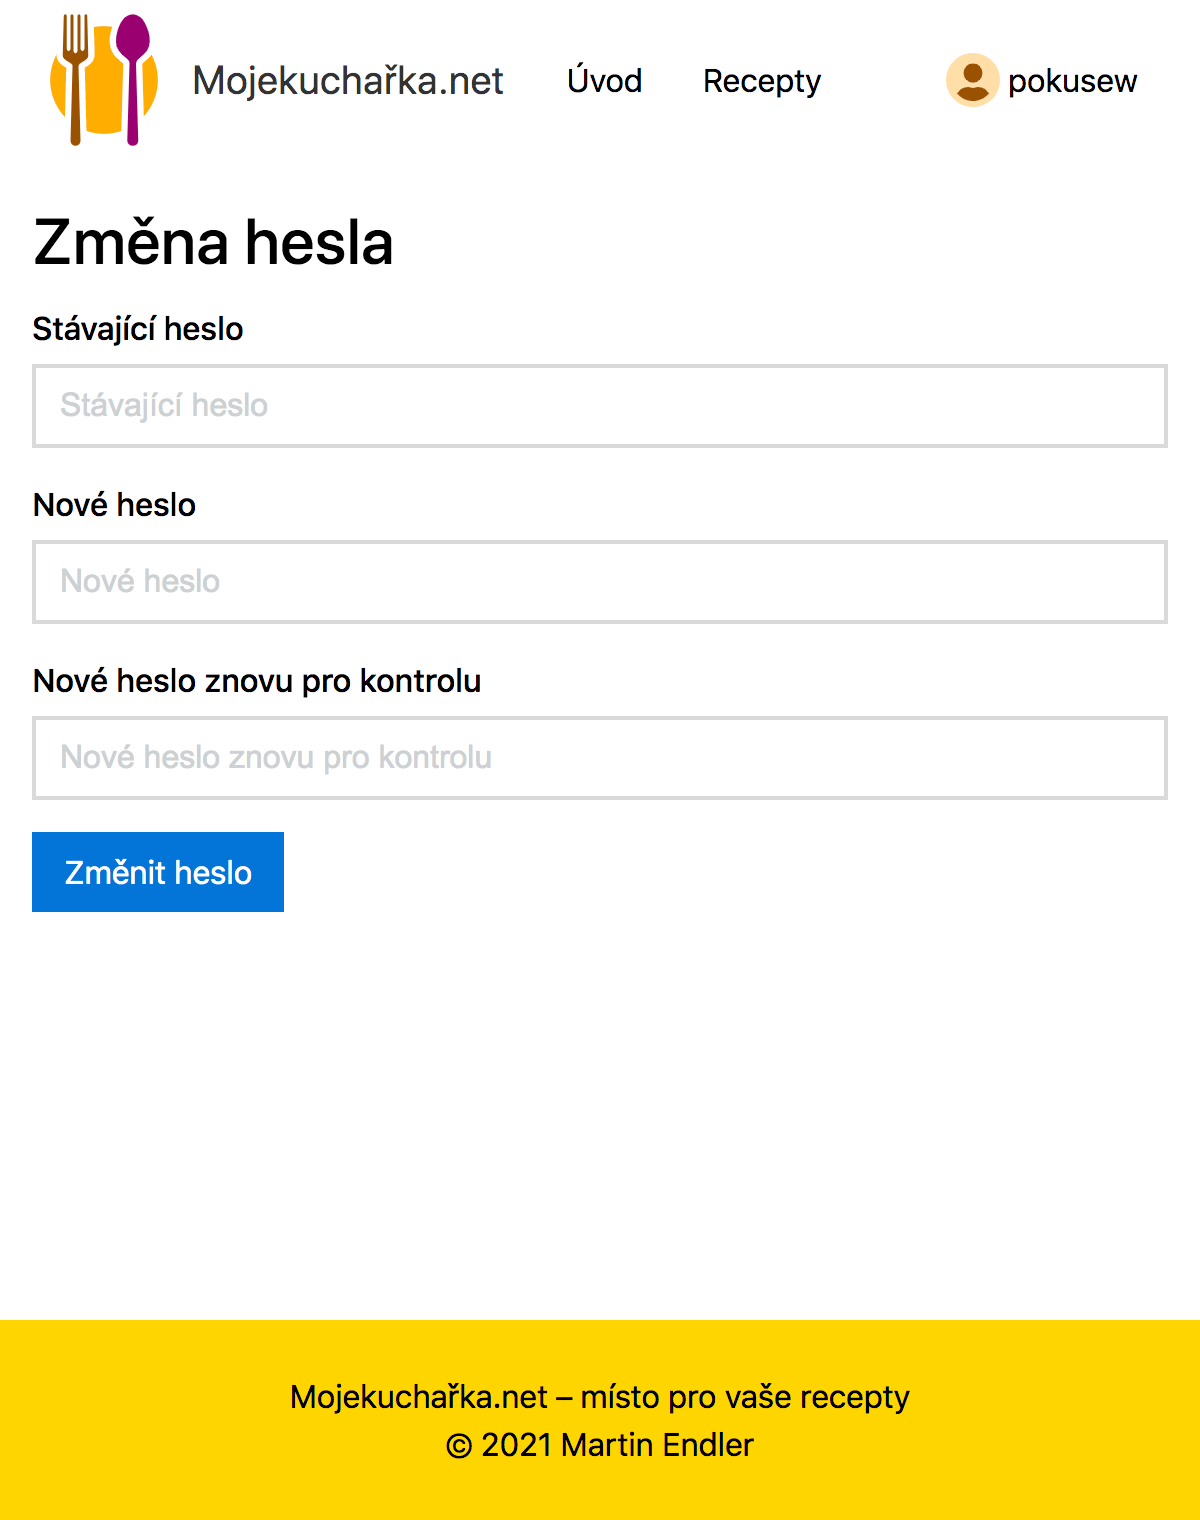 Mojekuchařka.net
Úvod
Recepty
pokusew
Změna hesla
Stávající heslo
Stávající heslo
Nové heslo
Nové heslo
Nové heslo znovu pro kontrolu
Nové heslo znovu pro kontrolu
Změnit heslo
Mojekuchařka.net – místo pro vaše recepty
© 2021 Martin Endler